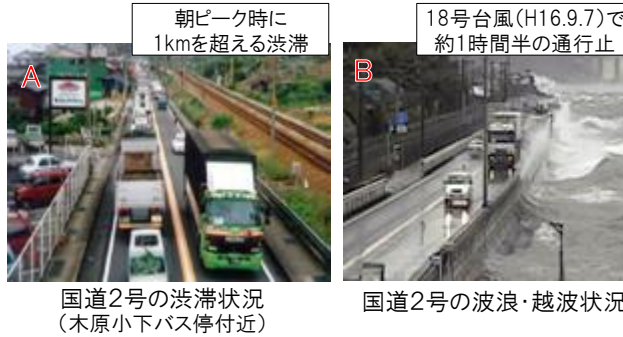 朝ピーク時に
1kmを超える渋滞
A
国道2号の渋滞状況
(木原小下バス停付近)
18号台風(H16.9.7)で
約1時間半の通行止
B
国道2号の波浪・越波状況